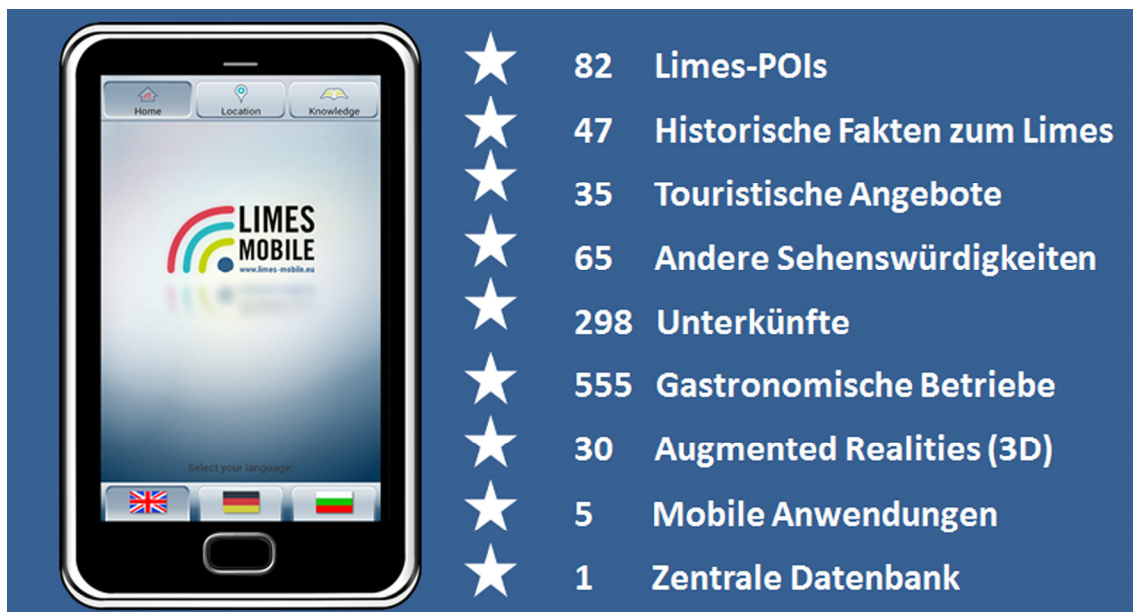 Home Location Knowledge
LIMES
MOBILE
www.limes-mobile.eu
Select your language:
82 Limes-POIs
47 Historische Fakten zum Limes
35 Touristische Angebote
65 Andere Sehenswürdigkeiten
298 Unterkünfte
555 Gastronomische Betriebe
30 Augmented Realities (3D)
5 Mobile Anwendungen
1 Zentrale Datenbank